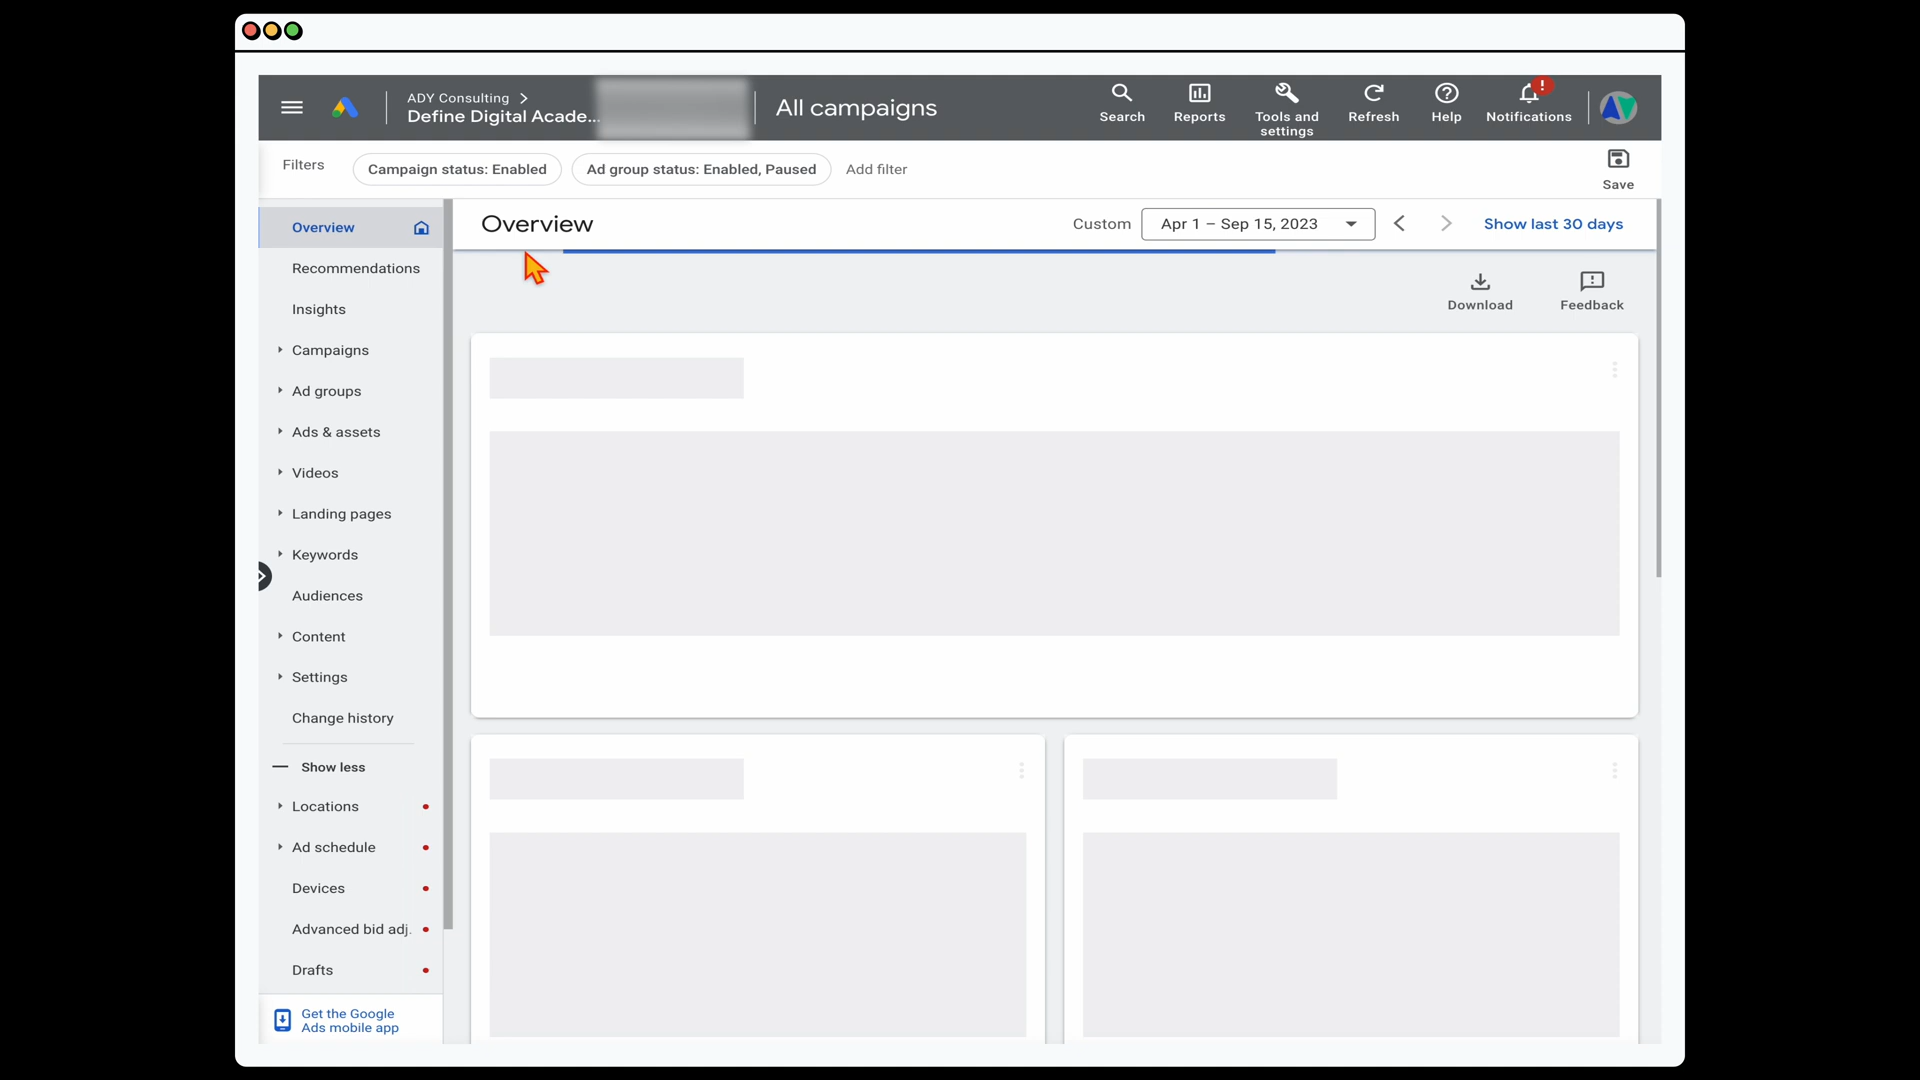 ADY Consulting
Define Digital Acade...
All campaigns
Search
Reports
Tools and
settings
Refresh
Help
Notifications
Filters
Campaign status: Enabled
Ad group status: Enabled, Paused
Add filter
Save
Overview
Recommendations
Insights
Campaigns
Ad groups
Ads & assets
Videos
Landing pages
Keywords
Audiences
Content
Settings
Change history
Show less
Locations
Ad schedule
Devices
Advanced bid adj.
Drafts
Get the Google
Ads mobile app
Overview
Custom
Apr 1 – Sep 15, 2023
Show last 30 days
Download
Feedback